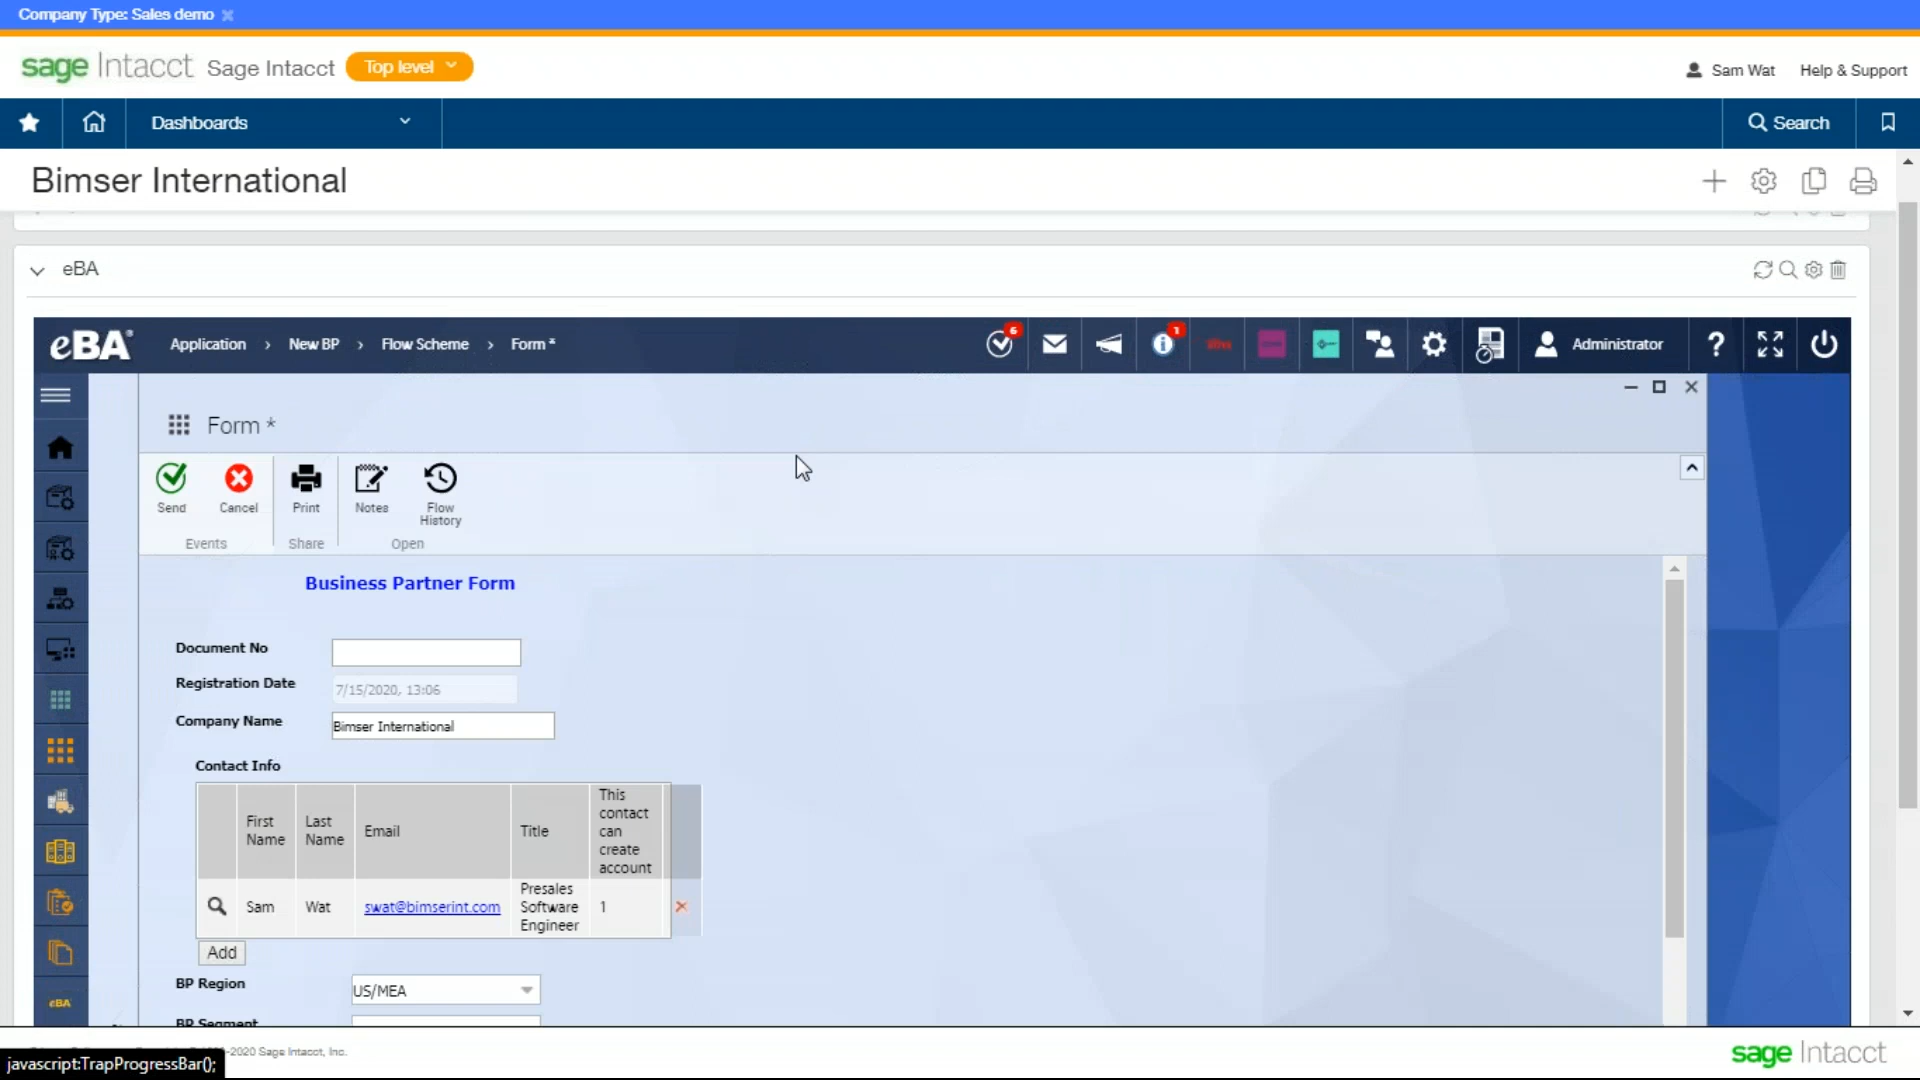 Company Type: Sales demo
sage Intacct Sage Intacct Top level
Sam Wat Help & Support
Dashboards
Search
Bimser International
eBA
eBA Application > New BP > Flow Scheme > Form *
6
1
Administrator
?
Form *
Send Cancel Print Notes Flow History
Events Share Open
Business Partner Form
Document No
Registration Date 7/15/2020, 13:06
Company Name Bimser International
Contact Info
First Name Last Name Email Title This contact can create account
Sam Wat swat@bimserint.com Presales Software Engineer 1
Add
BP Region US/MEA
BP Segment
eBA
-2020 Sage Intacct, Inc.
javascript:TrapProgressBar();
sage Intacct